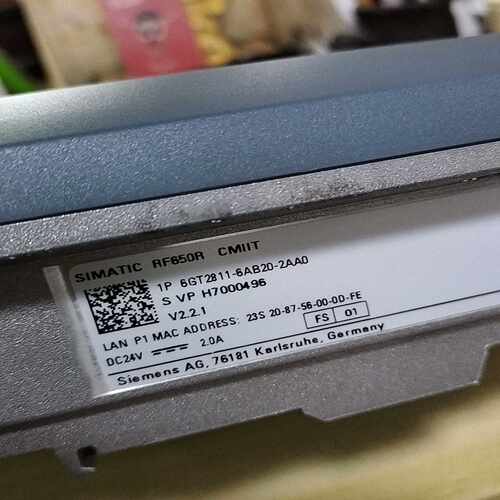 SIMATIC RF650R CMIIT
1P 6GT2811-6AB20-2AA0
S VP H7000496
V2.2.1
LAN P1 MAC ADDRESS: 23S 20-87-56-00-0D-FE
DC24V 2.0A
FS 01
Siemens AG, 76181 Karlsruhe, Germany